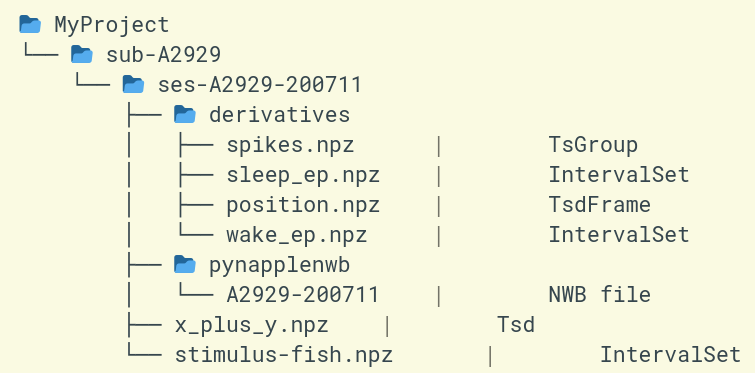 📂 MyProject
└── 📂 sub-A2929
    └── 📂 ses-A2929-200711
        ├── 📂 derivatives
        │   ├── spikes.npz      |        TsGroup
        │   ├── sleep_ep.npz    |        IntervalSet
        │   ├── position.npz    |        TsdFrame
        │   └── wake_ep.npz     |        IntervalSet
        ├── 📂 pynapplenwb
        │   └── A2929-200711    |        NWB file
        ├── x_plus_y.npz    |        Tsd
        └── stimulus-fish.npz       |        IntervalSet